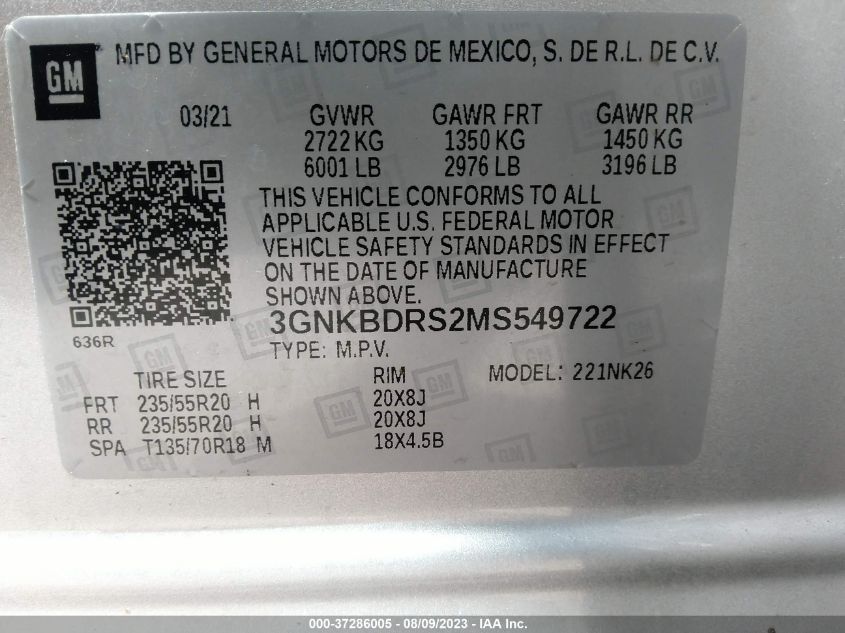 GM
MFD BY GENERAL MOTORS DE MEXICO, S. DE R.L. DE C.V.
03/21 GVWR GAWR FRT GAWR RR
2722 KG 1350 KG 1450 KG
6001 LB 2976 LB 3196 LB
THIS VEHICLE CONFORMS TO ALL
APPLICABLE U.S. FEDERAL MOTOR
VEHICLE SAFETY STANDARDS IN EFFECT
ON THE DATE OF MANUFACTURE
SHOWN ABOVE.
3GNKBDRS2MS549722
636R
TYPE: M.P.V.
TIRE SIZE RIM MODEL: 221NK26
FRT 235/55R20 H 20X8J
RR 235/55R20 H 20X8J
SPA T135/70R18 M 18X4.5B
000-37286005 - 08/09/2023 - IAA Inc.